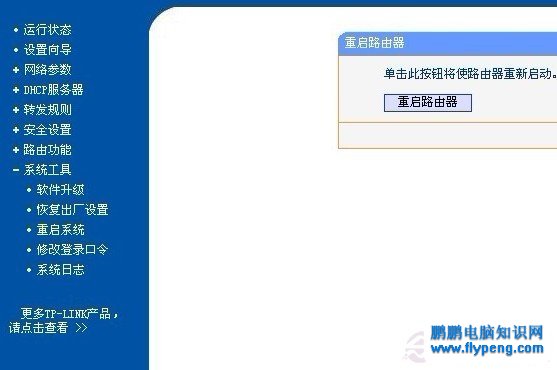 • 运行状态
• 设置向导
+ 网络参数
+ DHCP服务器
+ 转发规则
+ 安全设置
+ 路由功能
- 系统工具
• 软件升级
• 恢复出厂设置
• 重启系统
• 修改登录口令
• 系统日志
更多TP-LINK产品,
请点击查看 >>
重启路由器
单击此按钮将使路由器重新启动。
重启路由器
鹏鹏电脑知识网
www.flypeng.com